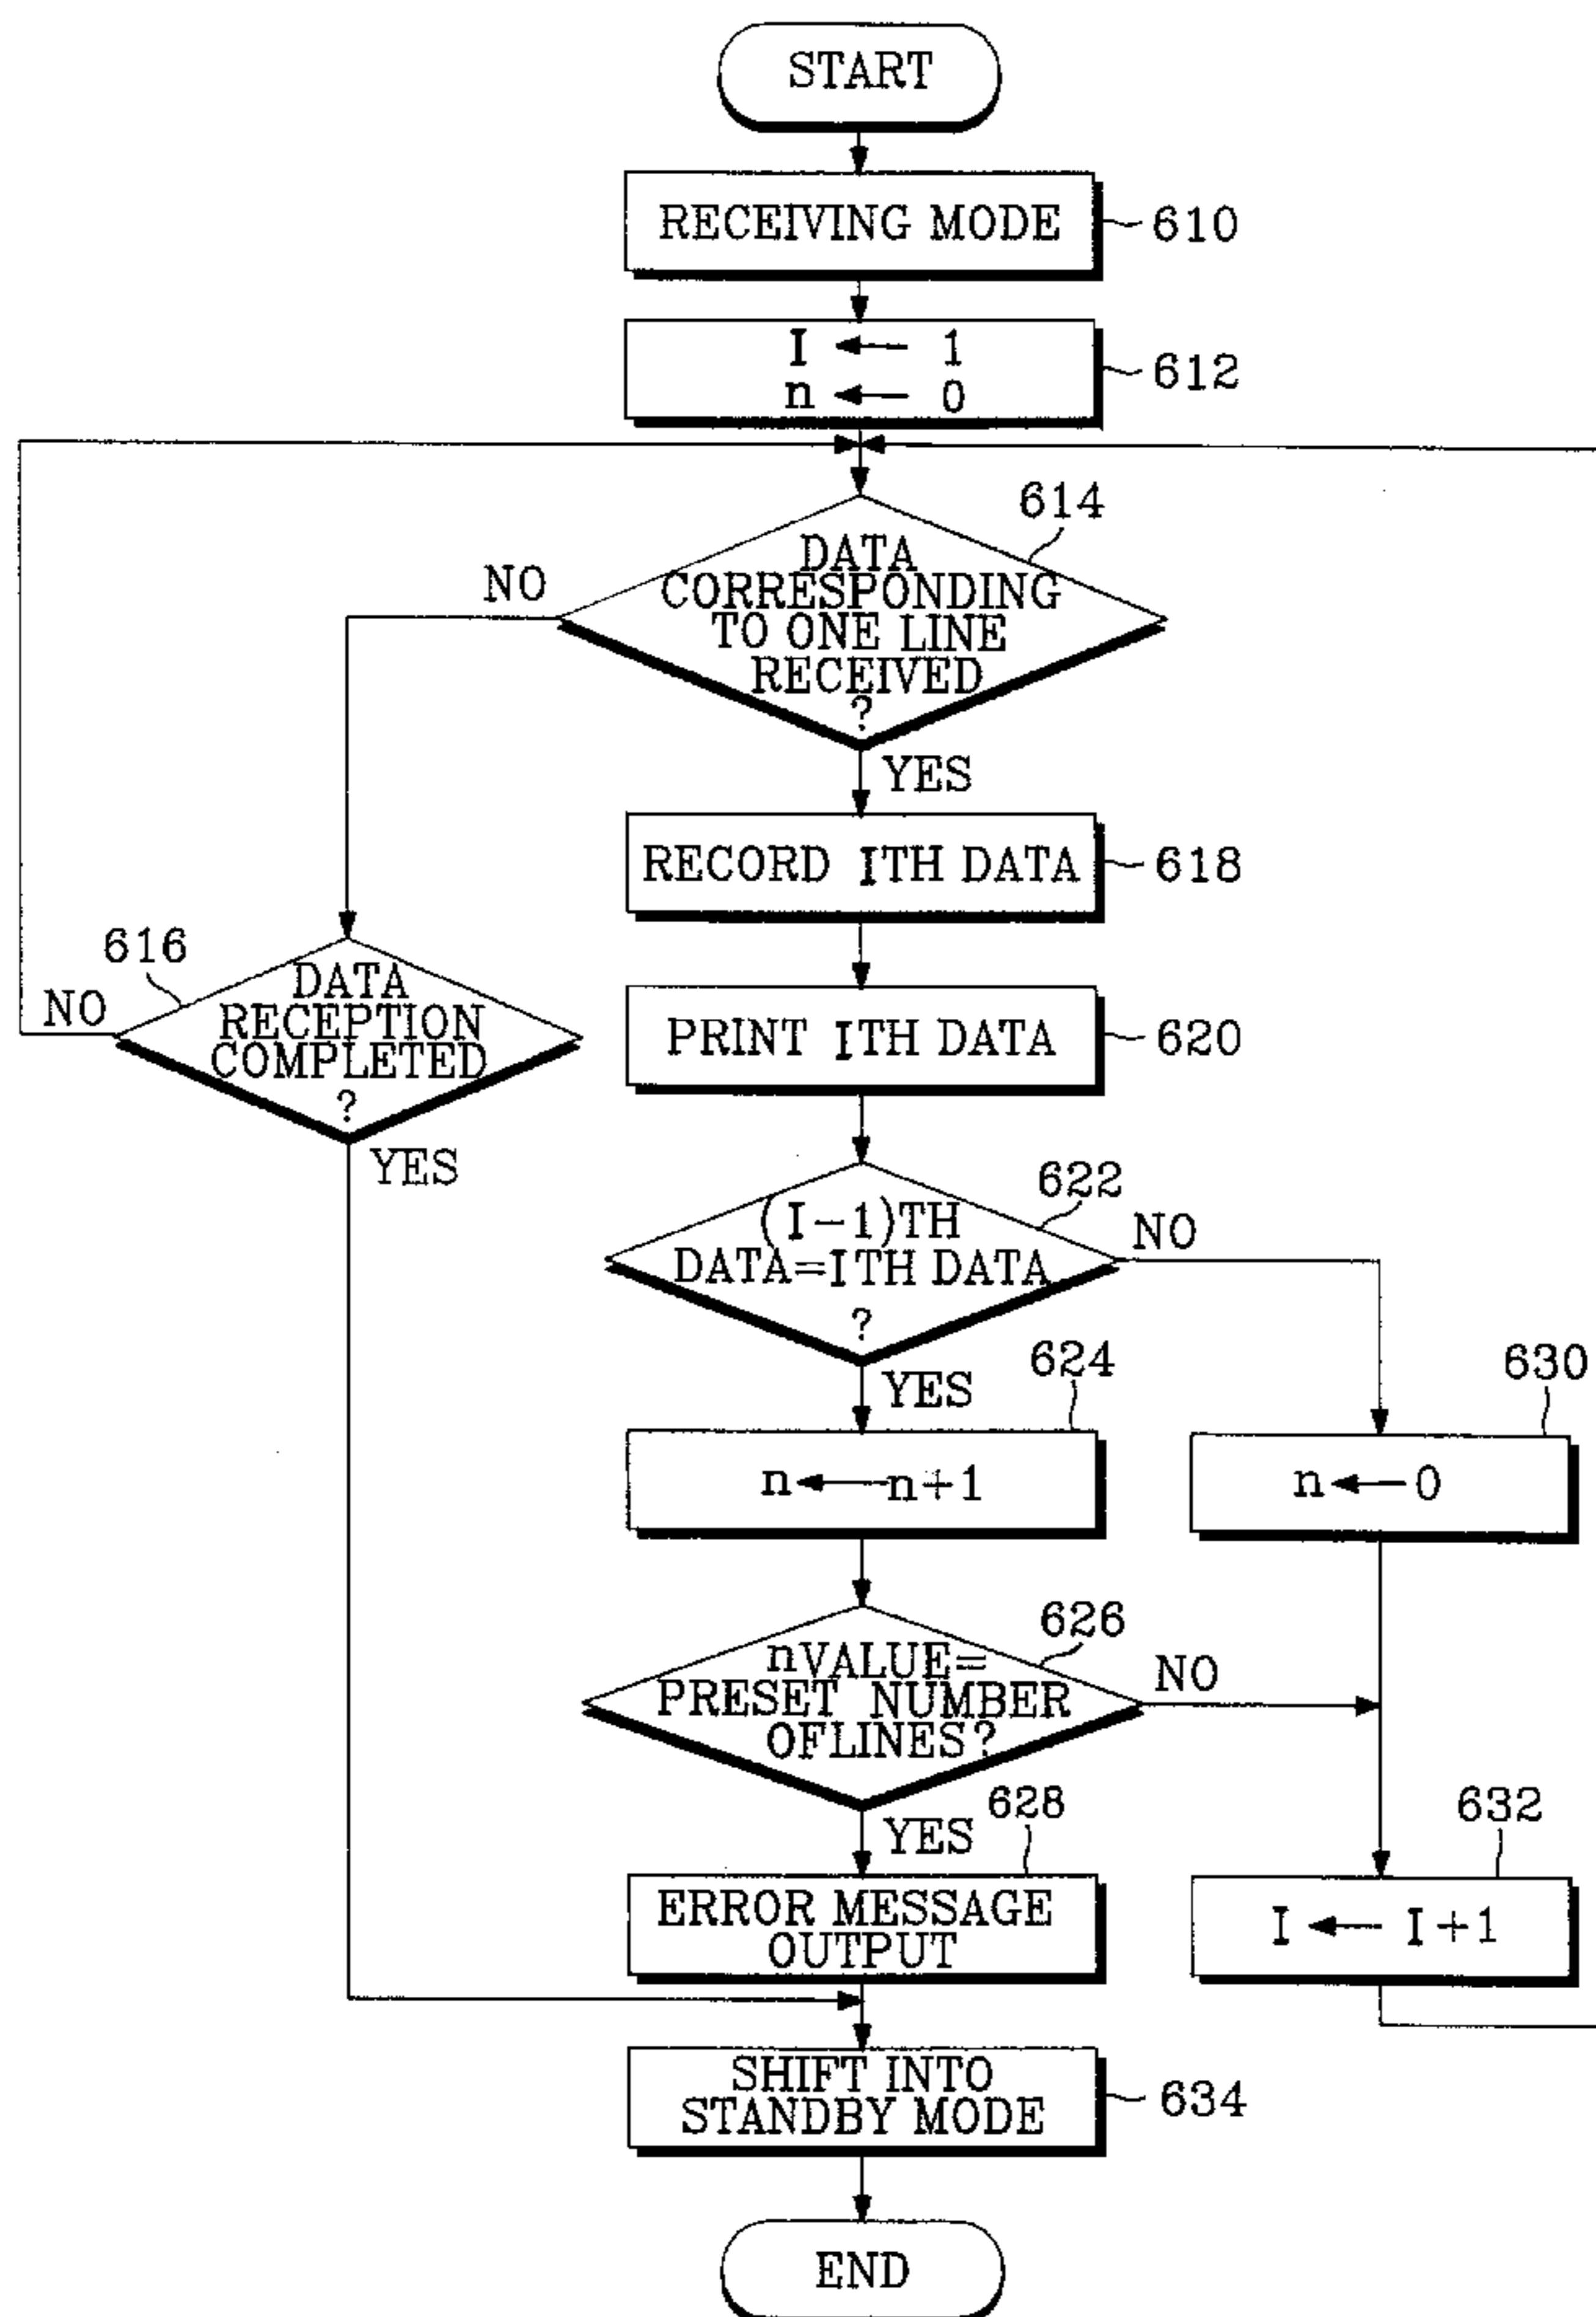 START
RECEIVING MODE
610
I ← 1
n ← 0
612
614
DATA
CORRESPONDING
TO ONE LINE
RECEIVED
?
NO
YES
RECORD ITH DATA
618
616
DATA
RECEPTION
COMPLETED
?
NO
YES
PRINT ITH DATA
620
622
(I-1)TH
DATA=ITH DATA
?
NO
YES
624
n←n+1
630
n←0
626
nVALUE=
PRESET NUMBER
OFLINES?
NO
YES
628
ERROR MESSAGE
OUTPUT
632
I ← I+1
SHIFT INTO
STANDBY MODE
634
END